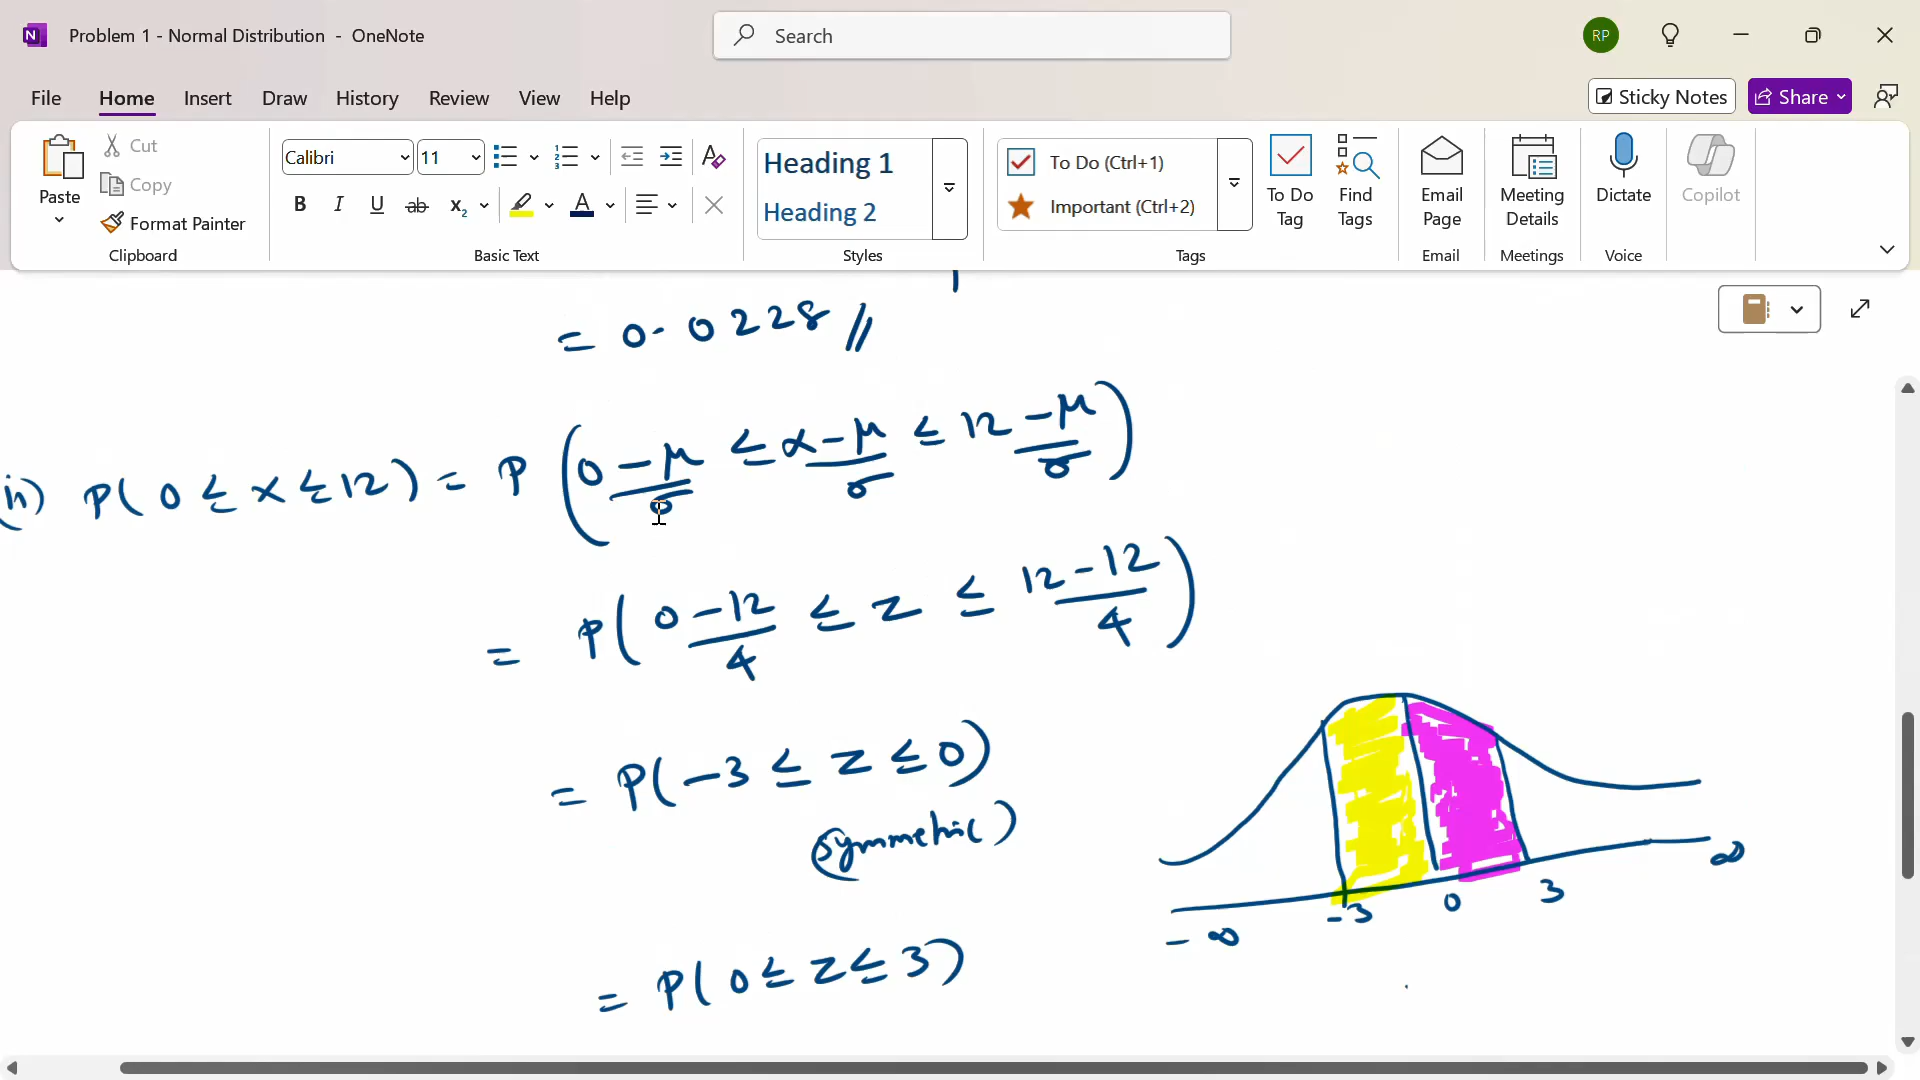 Problem 1 - Normal Distribution - OneNote
Search
RP
File Home Insert Draw History Review View Help
Sticky Notes Share
Paste
Cut
Copy
Format Painter
Clipboard
Calibri 11
B I U ab x₂ A
Basic Text
Heading 1
Heading 2
Styles
To Do (Ctrl+1)
Important (Ctrl+2)
To Do Tag
Find Tags
Tags
Email Page
Email
Meeting Details
Meetings
Dictate
Voice
Copilot
= 0.0228 //
(ii) P(0 ≤ x ≤ 12) = P((0-μ)/σ ≤ (x-μ)/σ ≤ (12-μ)/σ)
= P((0-12)/4 ≤ z ≤ (12-12)/4)
= P(-3 ≤ z ≤ 0)
(symmetric)
= P(0 ≤ z ≤ 3)
-∞ -3 0 3 ∞